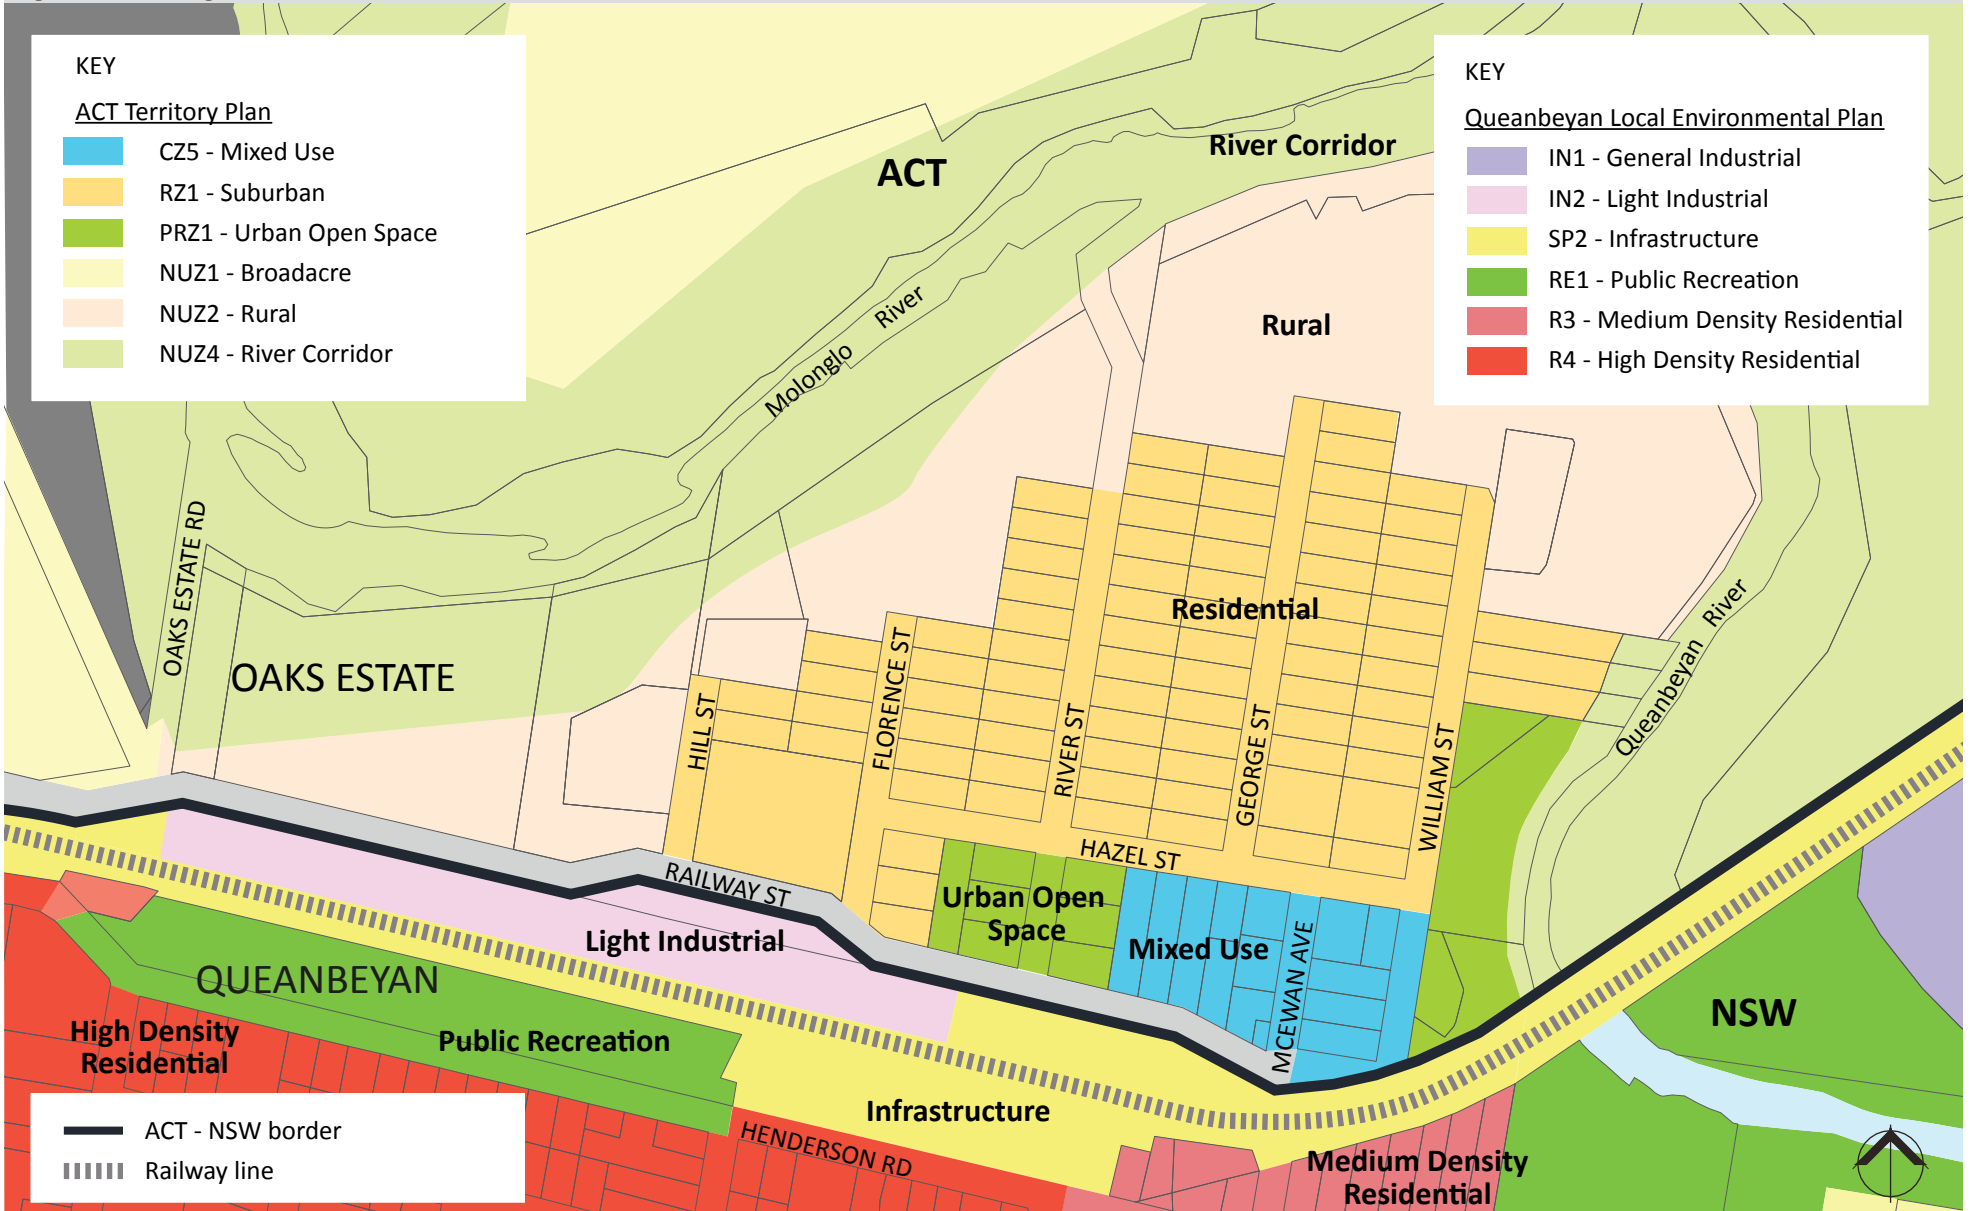 KEY
ACT Territory Plan
CZ5 - Mixed Use
RZ1 - Suburban
PRZ1 - Urban Open Space
NUZ1 - Broadacre
NUZ2 - Rural
NUZ4 - River Corridor
KEY
Queanbeyan Local Environmental Plan
IN1 - General Industrial
IN2 - Light Industrial
SP2 - Infrastructure
RE1 - Public Recreation
R3 - Medium Density Residential
R4 - High Density Residential
ACT
River Corridor
Rural
Molonglo River
Residential
OAKS ESTATE RD
OAKS ESTATE
HILL ST
FLORENCE ST
RIVER ST
GEORGE ST
WILLIAM ST
Queanbeyan River
HAZEL ST
RAILWAY ST
Urban Open
Space
Mixed Use
MCEWAN AVE
Light Industrial
QUEANBEYAN
NSW
High Density
Residential
Public Recreation
Infrastructure
HENDERSON RD
Medium Density
Residential
ACT - NSW border
Railway line